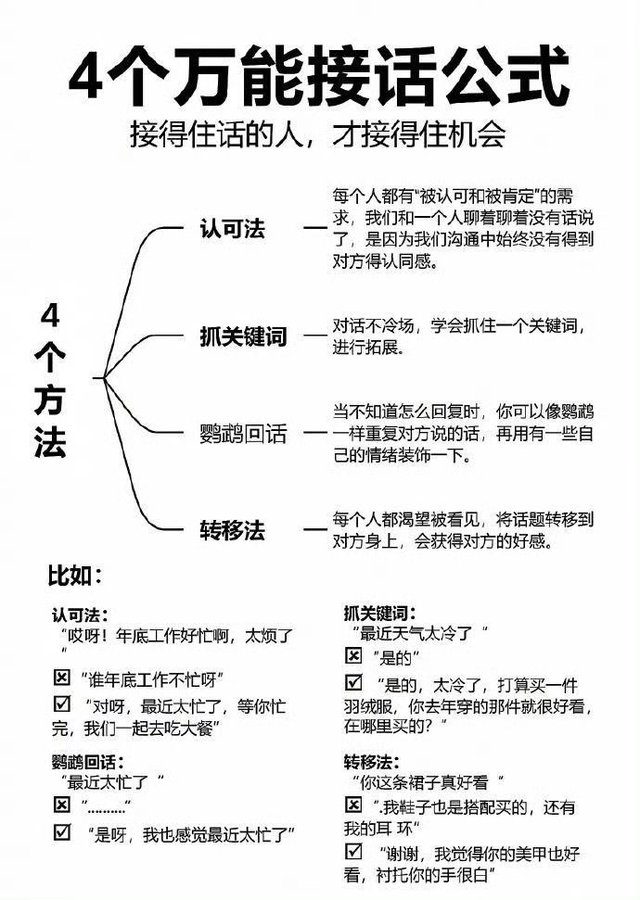 4个万能接话公式
接得住话的人，才接得住机会
4
个
方
法
认可法
每个人都有“被认可和被肯定”的需
求，我们和一个人聊着聊着没有话说
了，是因为我们沟通中始终没有得到
对方得认同感。
抓关键词
对话不冷场，学会抓住一个关键词，
进行拓展。
鹦鹉回话
当不知道怎么回复时，你可以像鹦鹉
一样重复对方说的话，再用有一些自
己的情绪装饰一下。
转移法
每个人都渴望被看见，将话题转移到
对方身上，会获得对方的好感。
比如：
认可法：
“哎呀！年底工作好忙啊，太烦了
“
“谁年底工作不忙呀”
“对呀，最近太忙了，等你忙
完，我们一起去吃大餐”
抓关键词：
“最近天气太冷了 “
“是的”
“是的，太冷了，打算买一件
羽绒服，你去年穿的那件就很好看，
在哪里买的？“
鹦鹉回话：
“最近太忙了 “
“..........”
“是呀，我也感觉最近太忙了”
转移法：
“你这条裙子真好看 “
“.我鞋子也是搭配买的，还有
我的耳 环”
“谢谢，我觉得你的美甲也好
看，衬托你的手很白”